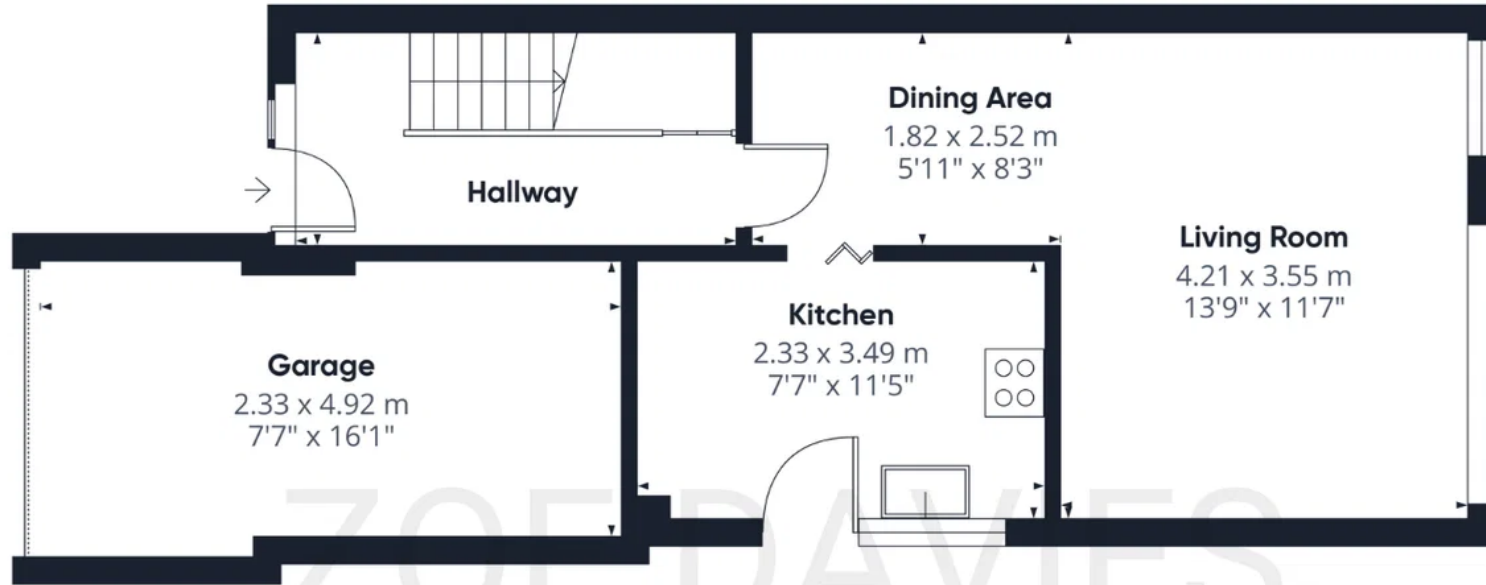 Dining Area
1.82 x 2.52 m
5'11" x 8'3"
Hallway
Living Room
4.21 x 3.55 m
13'9" x 11'7"
Kitchen
2.33 x 3.49 m
7'7" x 11'5"
Garage
2.33 x 4.92 m
7'7" x 16'1"
ZOE DAVIES